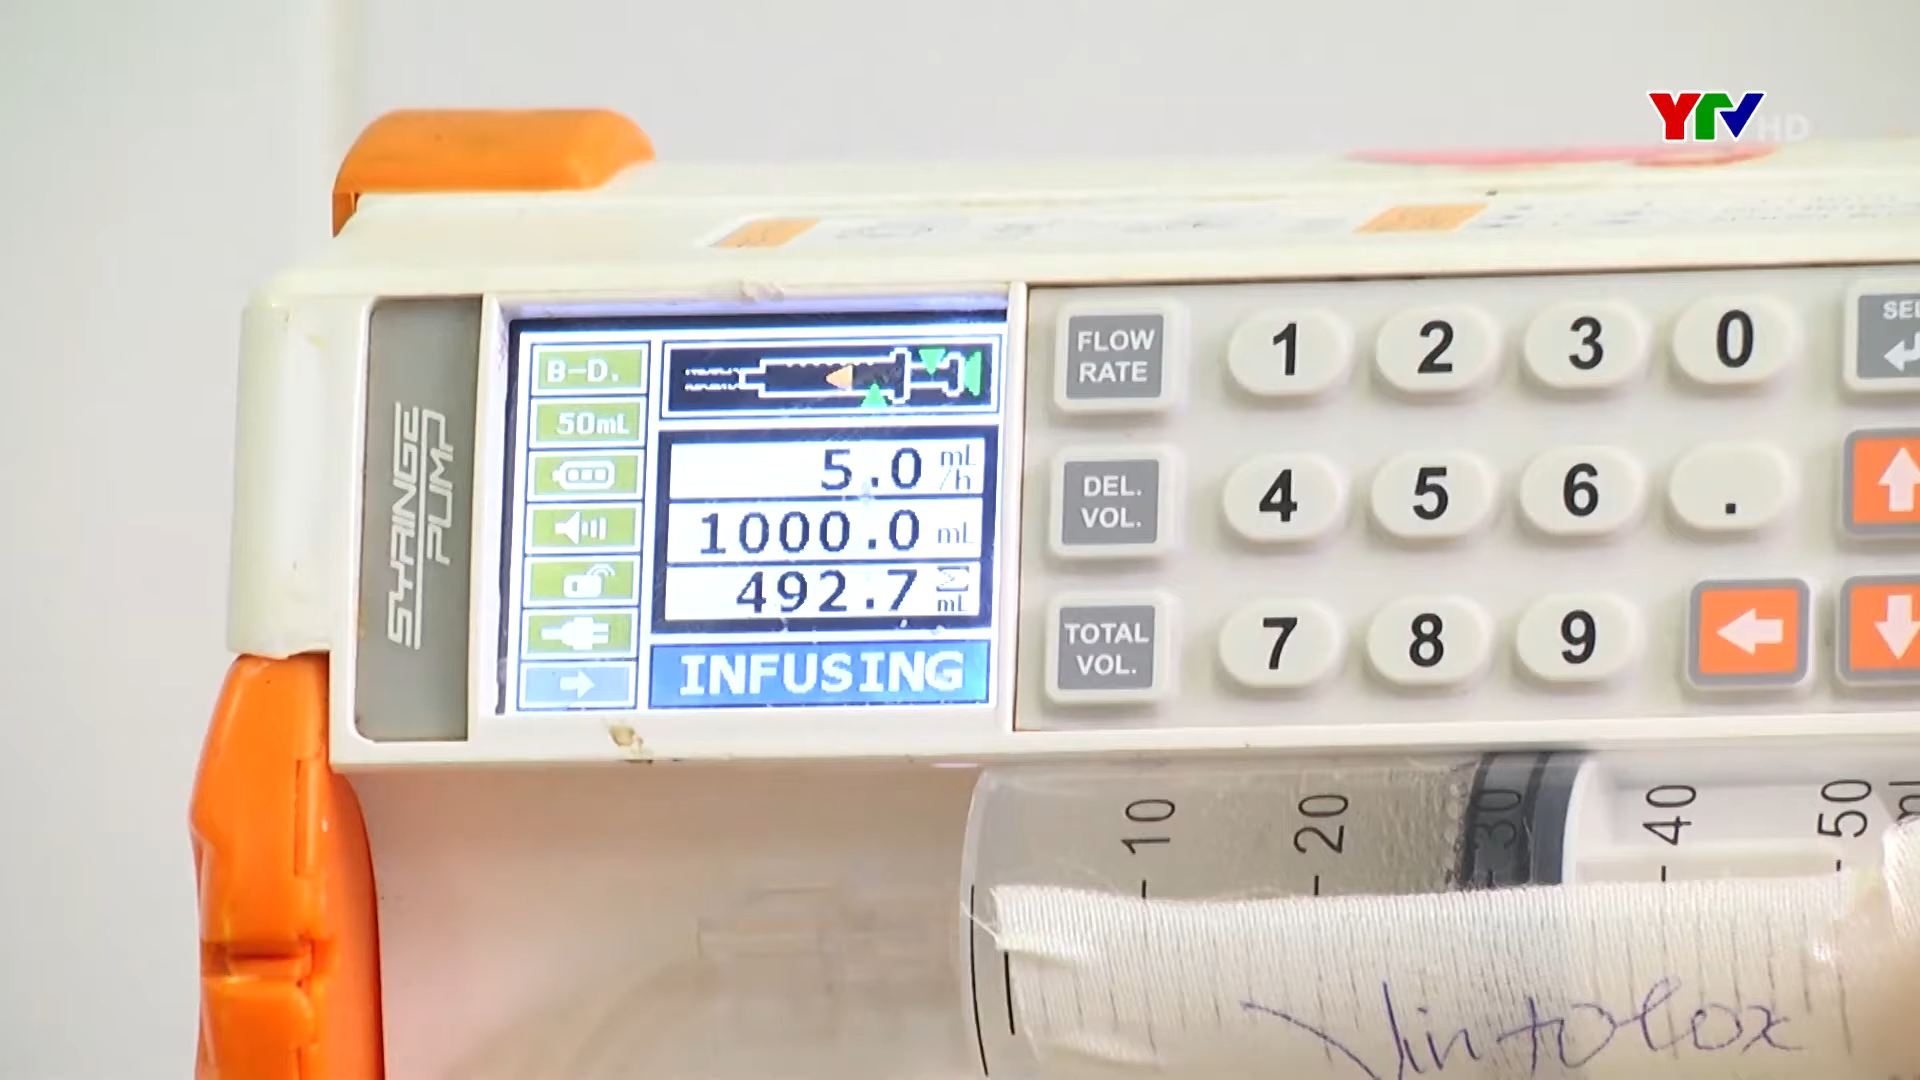 YTV HD
SYRINGE
PUMP
B-D.
50mL
5.0 mL/h
1000.0 mL
492.7 Σ mL
INFUSING
FLOW
RATE
1 2 3 0
DEL.
VOL.
4 5 6 .
TOTAL
VOL.
7 8 9
10 20 30 40 50
Vintolox